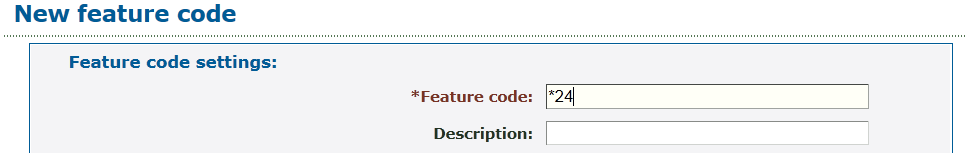 New feature code
Feature code settings:
*Feature code: *24
Description: